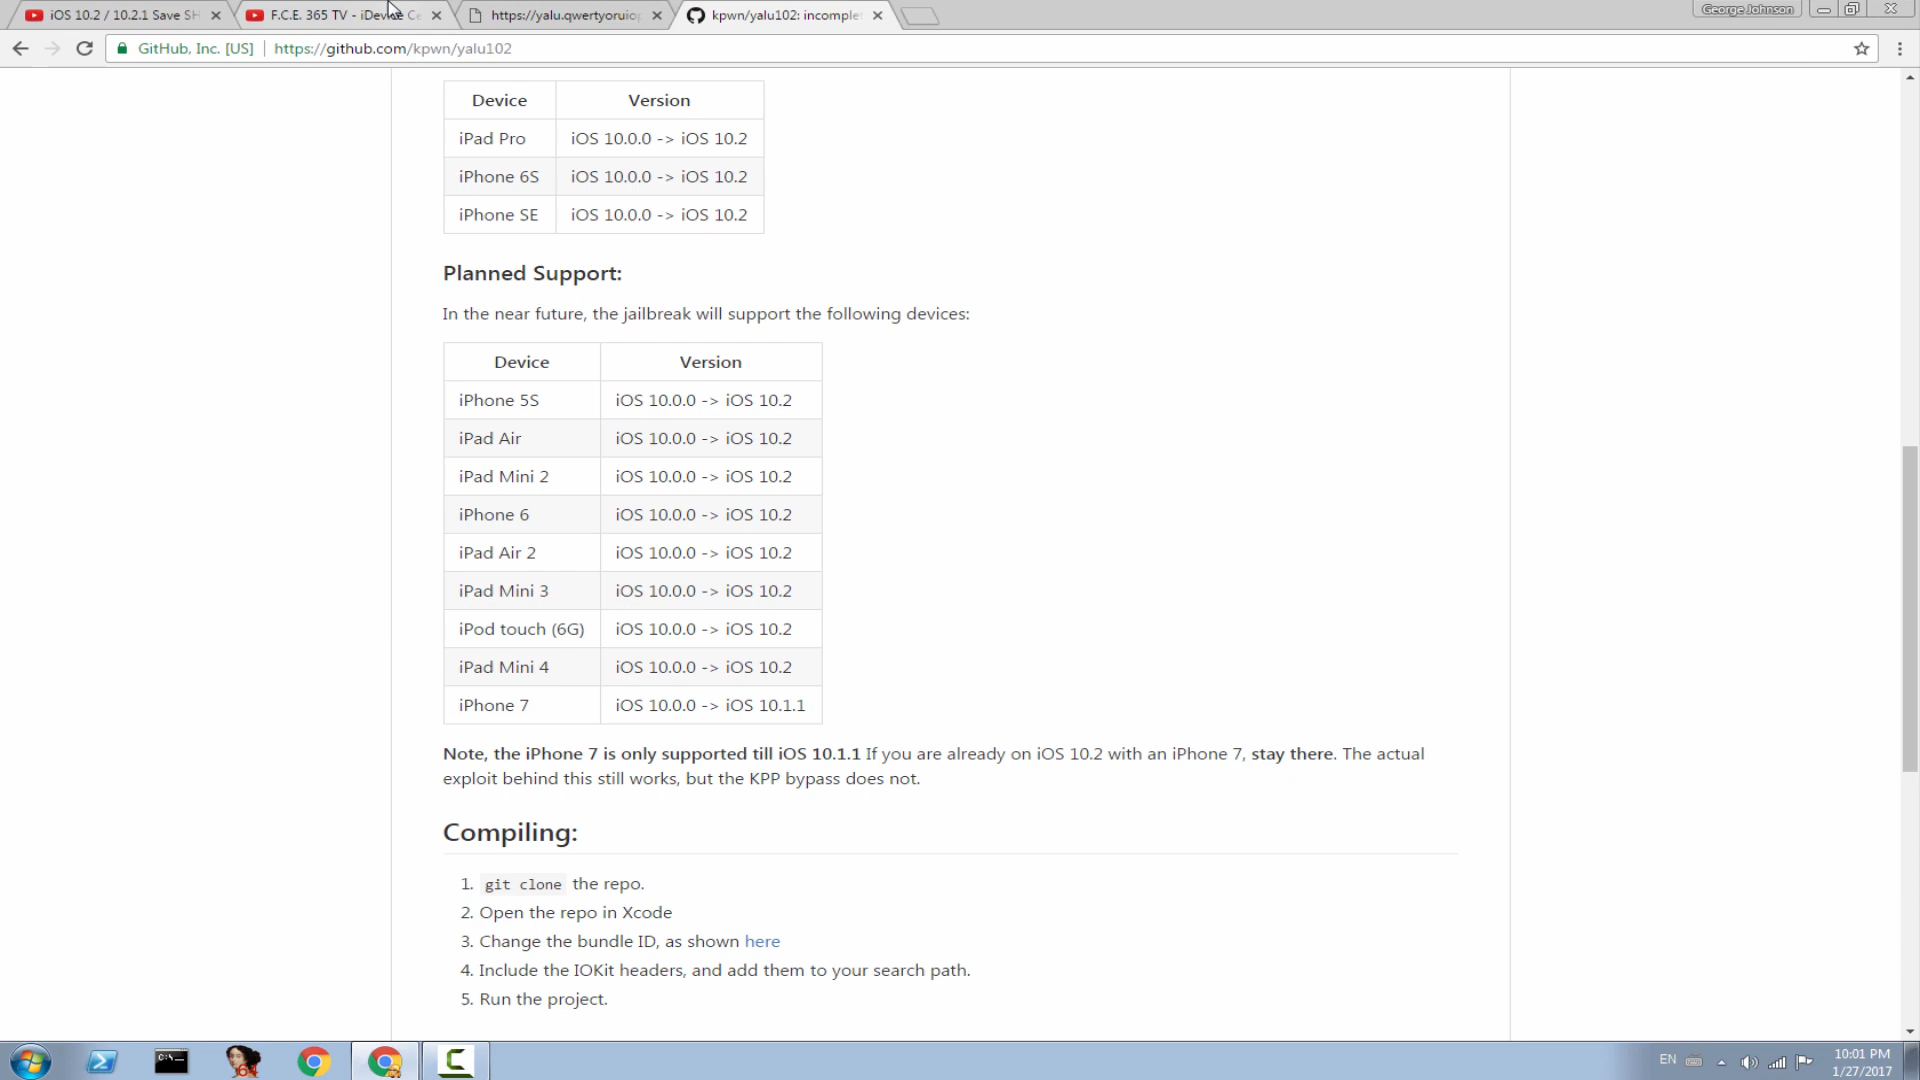 iOS 10.2 / 10.2.1 Save SH
F.C.E. 365 TV - iDevice Ce
https://yalu.qwertyoruiop
kpwn/yalu102: incomplet
George Johnson
GitHub, Inc. [US]
https://github.com/kpwn/yalu102
Device Version
iPad Pro iOS 10.0.0 -> iOS 10.2
iPhone 6S iOS 10.0.0 -> iOS 10.2
iPhone SE iOS 10.0.0 -> iOS 10.2
Planned Support:
In the near future, the jailbreak will support the following devices:
Device Version
iPhone 5S iOS 10.0.0 -> iOS 10.2
iPad Air iOS 10.0.0 -> iOS 10.2
iPad Mini 2 iOS 10.0.0 -> iOS 10.2
iPhone 6 iOS 10.0.0 -> iOS 10.2
iPad Air 2 iOS 10.0.0 -> iOS 10.2
iPad Mini 3 iOS 10.0.0 -> iOS 10.2
iPod touch (6G) iOS 10.0.0 -> iOS 10.2
iPad Mini 4 iOS 10.0.0 -> iOS 10.2
iPhone 7 iOS 10.0.0 -> iOS 10.1.1
Note, the iPhone 7 is only supported till iOS 10.1.1 If you are already on iOS 10.2 with an iPhone 7, stay there. The actual
exploit behind this still works, but the KPP bypass does not.
Compiling:
1. git clone the repo.
2. Open the repo in Xcode
3. Change the bundle ID, as shown here
4. Include the IOKit headers, and add them to your search path.
5. Run the project.
C:\
64
EN
10:01 PM
1/27/2017